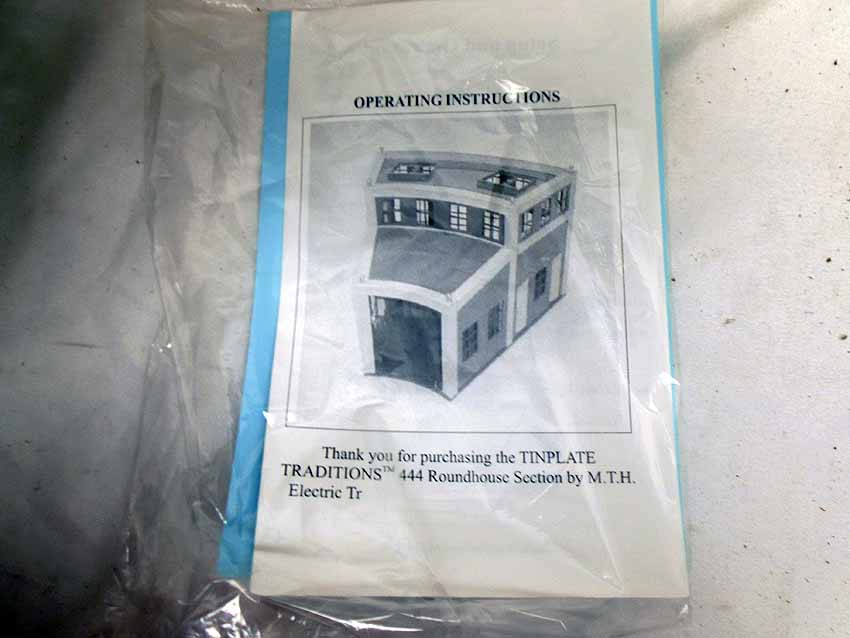 OPERATING INSTRUCTIONS
Thank you for purchasing the TINPLATE
TRADITIONS™ 444 Roundhouse Section by M.T.H.
Electric Tr